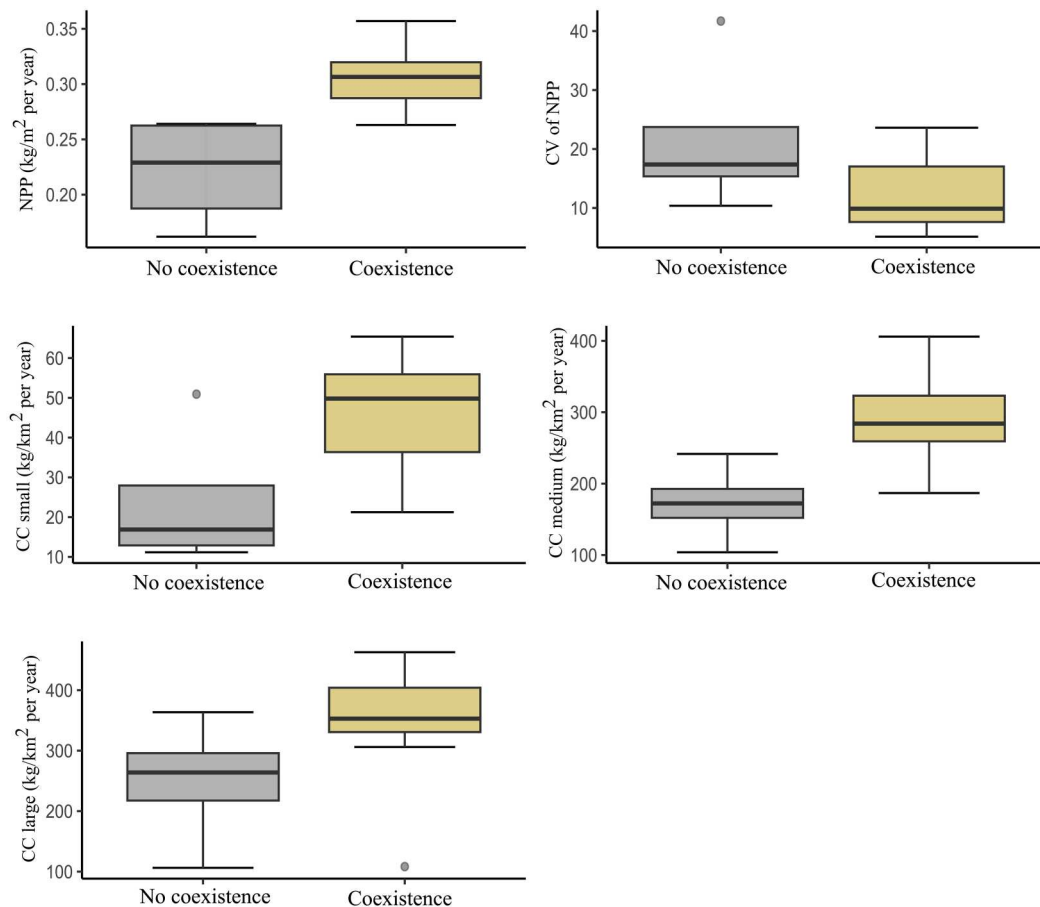 NPP (kg/m² per year)
0.35
0.30
0.25
0.20
No coexistence
Coexistence
CV of NPP
40
30
20
10
No coexistence
Coexistence
CC small (kg/km² per year)
60
50
40
30
20
10
No coexistence
Coexistence
CC medium (kg/km² per year)
400
300
200
100
No coexistence
Coexistence
CC large (kg/km² per year)
400
300
200
100
No coexistence
Coexistence